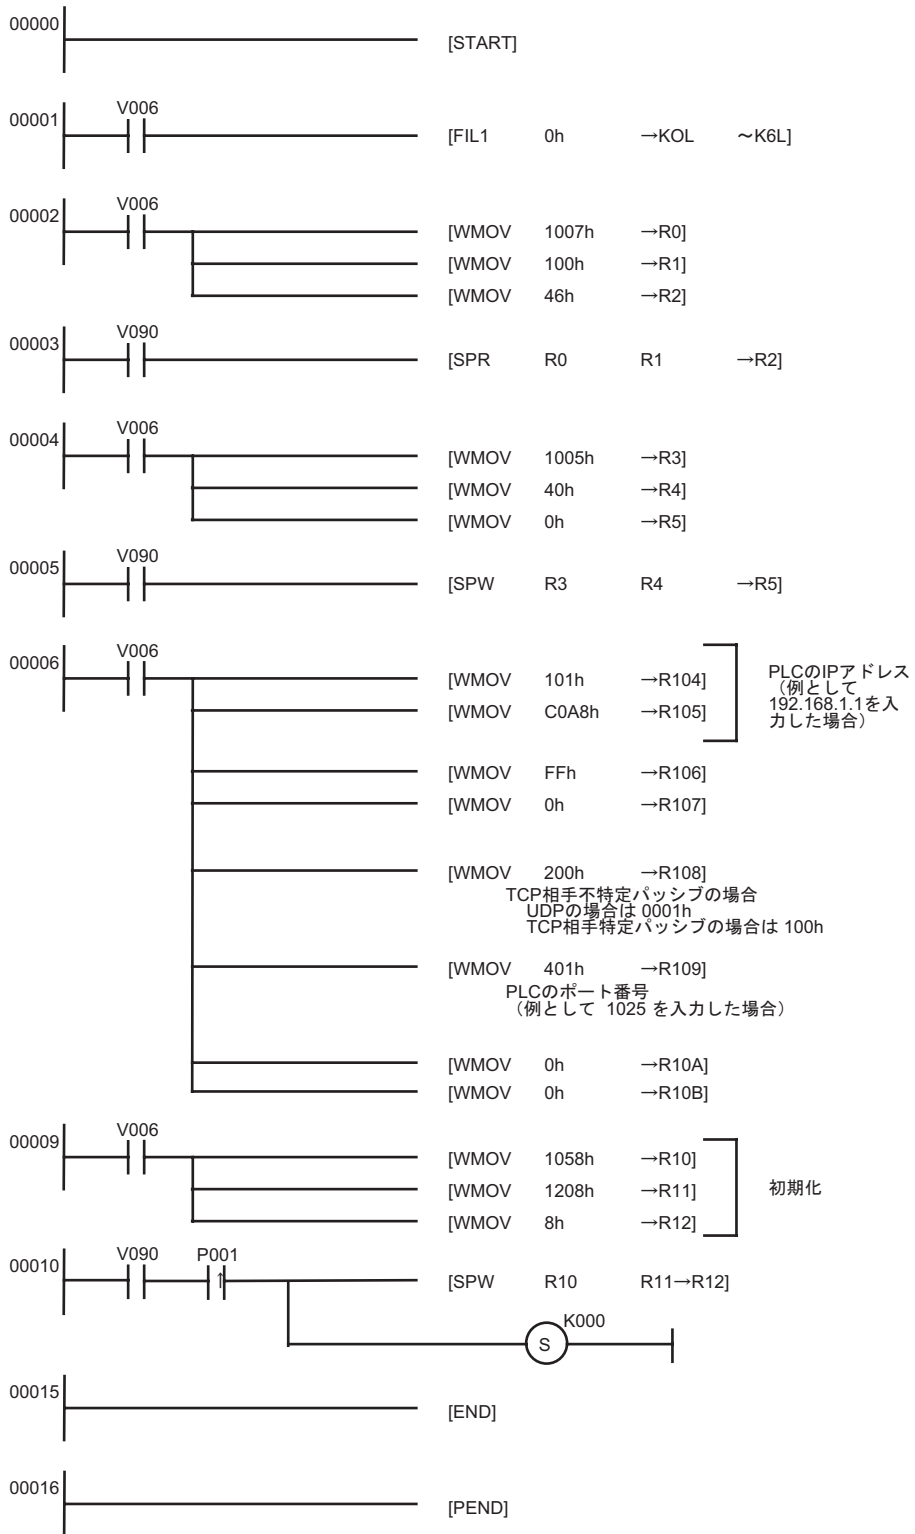 00000
[START]
V006
00001
[FIL1 0h →KOL ～K6L]
V006
00002
[WMOV 1007h →R0]
[WMOV 100h →R1]
[WMOV 46h →R2]
V090
00003
[SPR R0 R1 →R2]
V006
00004
[WMOV 1005h →R3]
[WMOV 40h →R4]
[WMOV 0h →R5]
V090
00005
[SPW R3 R4 →R5]
V006
00006
[WMOV 101h →R104]
[WMOV C0A8h →R105]
PLCのIPアドレス
（例として
192.168.1.1を入
力した場合）
[WMOV FFh →R106]
[WMOV 0h →R107]
[WMOV 200h →R108]
TCP相手不特定パッシブの場合
UDPの場合は 0001h
TCP相手特定パッシブの場合は 100h
[WMOV 401h →R109]
PLCのポート番号
（例として 1025 を入力した場合）
[WMOV 0h →R10A]
[WMOV 0h →R10B]
V006
00009
[WMOV 1058h →R10]
[WMOV 1208h →R11]
[WMOV 8h →R12]
初期化
V090 P001
00010
↑
[SPW R10 R11→R12]
K000
S
00015
[END]
00016
[PEND]